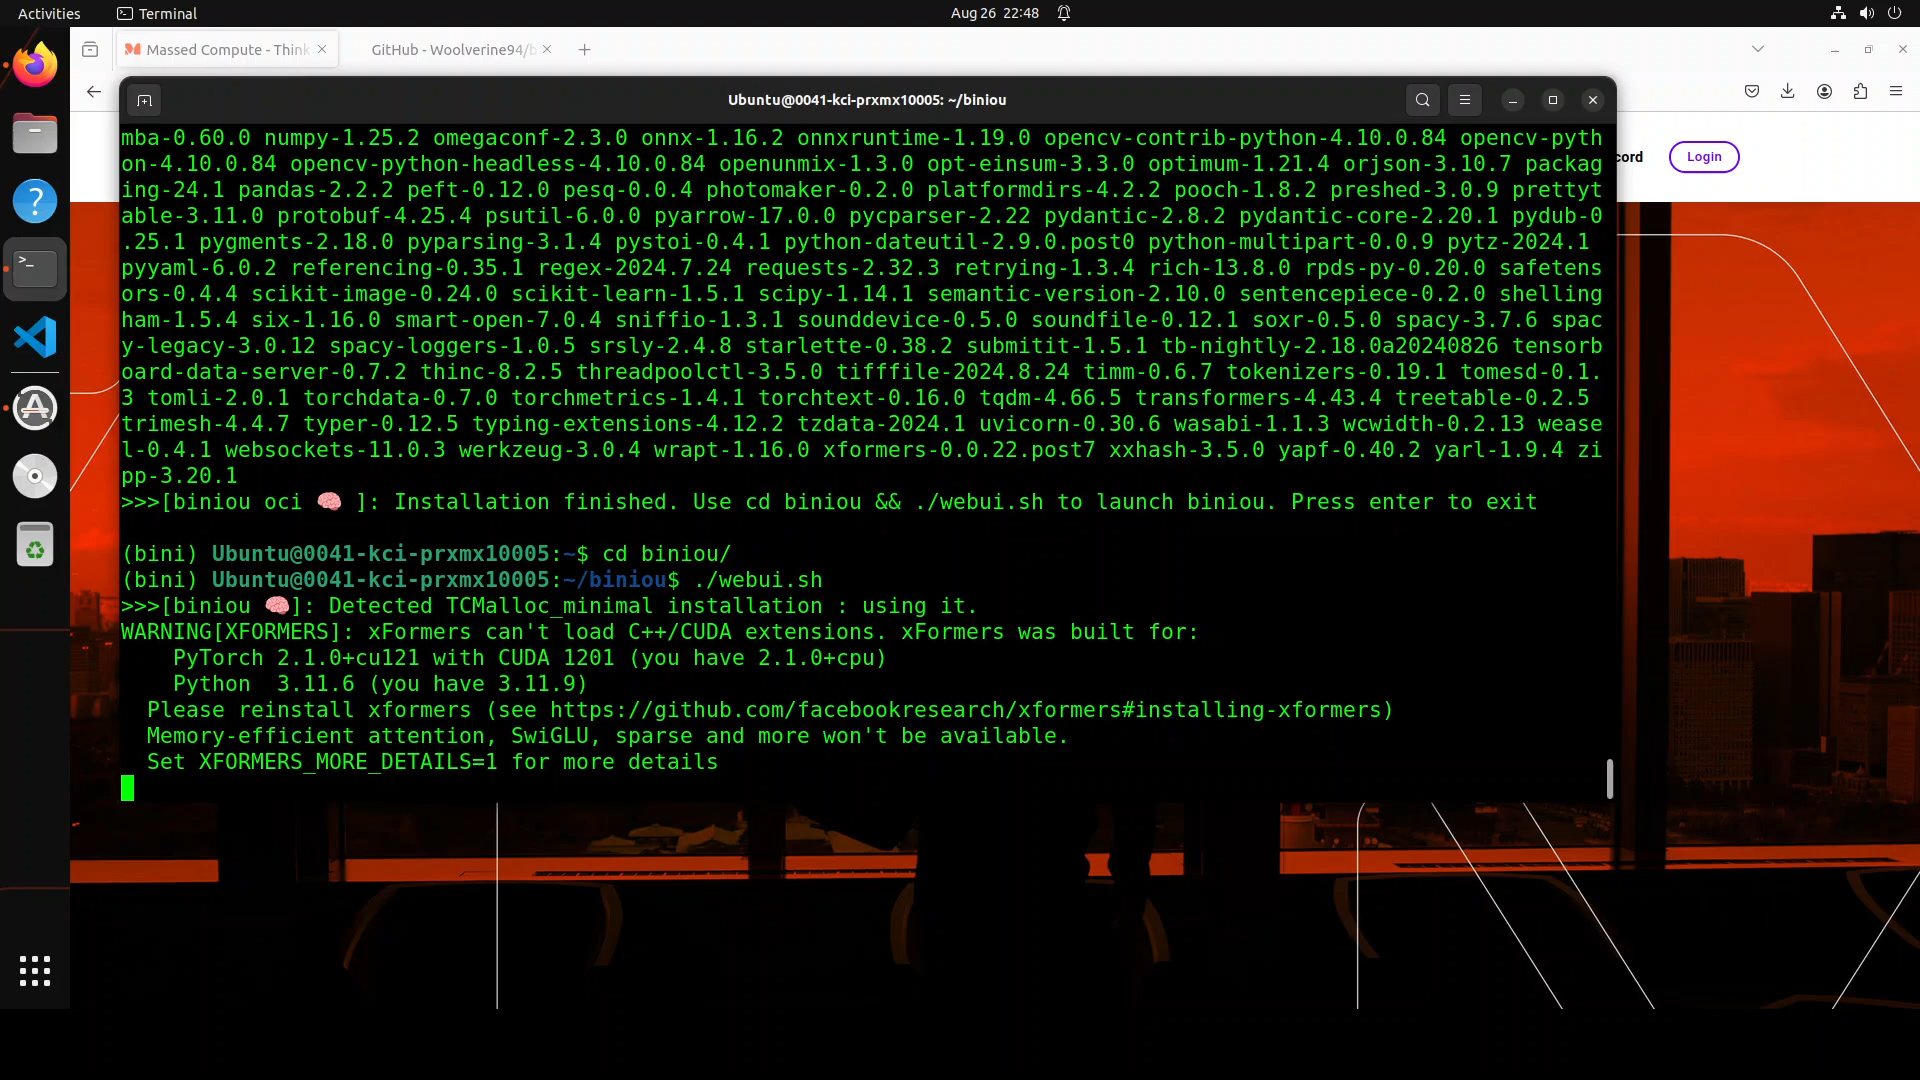 Activities
Terminal
Aug 26 22:48
Massed Compute - Think
GitHub - Woolverine94/b
Ubuntu@0041-kci-prxmx10005: ~/biniou
cord
Login
mba-0.60.0 numpy-1.25.2 omegaconf-2.3.0 onnx-1.16.2 onnxruntime-1.19.0 opencv-contrib-python-4.10.0.84 opencv-pyth
on-4.10.0.84 opencv-python-headless-4.10.0.84 openunmix-1.3.0 opt-einsum-3.3.0 optimum-1.21.4 orjson-3.10.7 packag
ing-24.1 pandas-2.2.2 peft-0.12.0 pesq-0.0.4 photomaker-0.2.0 platformdirs-4.2.2 pooch-1.8.2 preshed-3.0.9 prettyt
able-3.11.0 protobuf-4.25.4 psutil-6.0.0 pyarrow-17.0.0 pycparser-2.22 pydantic-2.8.2 pydantic-core-2.20.1 pydub-0
.25.1 pygments-2.18.0 pyparsing-3.1.4 pystoi-0.4.1 python-dateutil-2.9.0.post0 python-multipart-0.0.9 pytz-2024.1
pyyaml-6.0.2 referencing-0.35.1 regex-2024.7.24 requests-2.32.3 retrying-1.3.4 rich-13.8.0 rpds-py-0.20.0 safetens
ors-0.4.4 scikit-image-0.24.0 scikit-learn-1.5.1 scipy-1.14.1 semantic-version-2.10.0 sentencepiece-0.2.0 shelling
ham-1.5.4 six-1.16.0 smart-open-7.0.4 sniffio-1.3.1 sounddevice-0.5.0 soundfile-0.12.1 soxr-0.5.0 spacy-3.7.6 spac
y-legacy-3.0.12 spacy-loggers-1.0.5 srsly-2.4.8 starlette-0.38.2 submitit-1.5.1 tb-nightly-2.18.0a20240826 tensorb
oard-data-server-0.7.2 thinc-8.2.5 threadpoolctl-3.5.0 tifffile-2024.8.24 timm-0.6.7 tokenizers-0.19.1 tomesd-0.1.
3 tomli-2.0.1 torchdata-0.7.0 torchmetrics-1.4.1 torchtext-0.16.0 tqdm-4.66.5 transformers-4.43.4 treetable-0.2.5
trimesh-4.4.7 typer-0.12.5 typing-extensions-4.12.2 tzdata-2024.1 uvicorn-0.30.6 wasabi-1.1.3 wcwidth-0.2.13 wease
l-0.4.1 websockets-11.0.3 werkzeug-3.0.4 wrapt-1.16.0 xformers-0.0.22.post7 xxhash-3.5.0 yapf-0.40.2 yarl-1.9.4 zi
pp-3.20.1
>>>[biniou oci 🧠 ]: Installation finished. Use cd biniou && ./webui.sh to launch biniou. Press enter to exit
(bini) Ubuntu@0041-kci-prxmx10005:~$ cd biniou/
(bini) Ubuntu@0041-kci-prxmx10005:~/biniou$ ./webui.sh
>>>[biniou 🧠]: Detected TCMalloc_minimal installation : using it.
WARNING[XFORMERS]: xFormers can't load C++/CUDA extensions. xFormers was built for:
PyTorch 2.1.0+cu121 with CUDA 1201 (you have 2.1.0+cpu)
Python  3.11.6 (you have 3.11.9)
Please reinstall xformers (see https://github.com/facebookresearch/xformers#installing-xformers)
Memory-efficient attention, SwiGLU, sparse and more won't be available.
Set XFORMERS_MORE_DETAILS=1 for more details